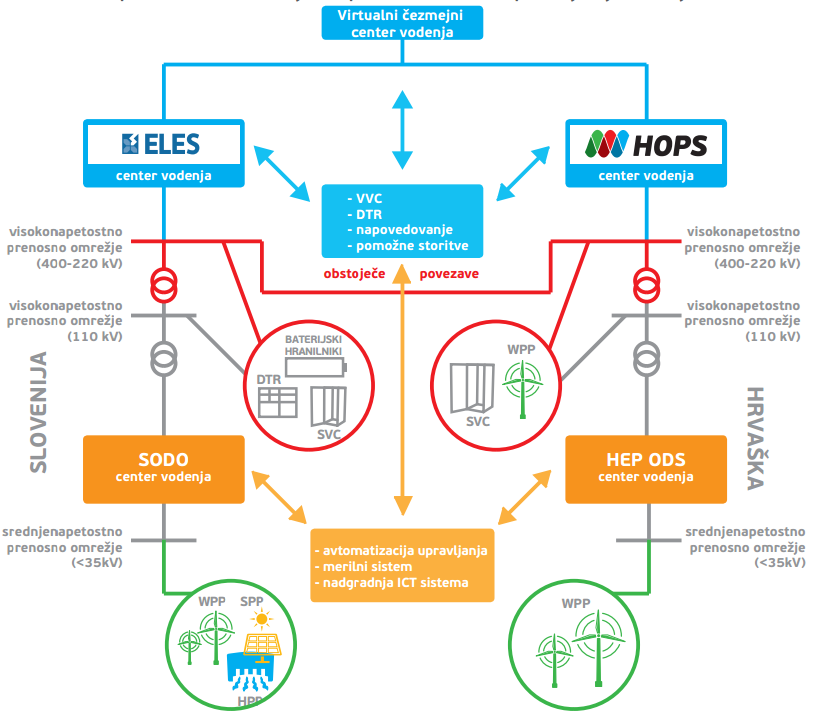 Virtualni čezmejni
center vodenja
ELES
center vodenja
HOPS
center vodenja
- VVC
- DTR
- napovedovanje
- pomožne storitve
visokonapetostno
prenosno omrežje
(400-220 kV)
visokonapetostno
prenosno omrežje
(400-220 kV)
obstoječe povezave
visokonapetostno
prenosno omrežje
(110 kV)
visokonapetostno
prenosno omrežje
(110 kV)
BATERIJSKI
HRANILNIKI
DTR
SVC
WPP
SVC
SLOVENIJA
HRVAŠKA
SODO
center vodenja
HEP ODS
center vodenja
srednjenapetostno
prenosno omrežje
(<35kV)
srednjenapetostno
prenosno omrežje
(<35kV)
- avtomatizacija upravljanja
- merilni sistem
- nadgradnja ICT sistema
WPP SPP
HPP
WPP